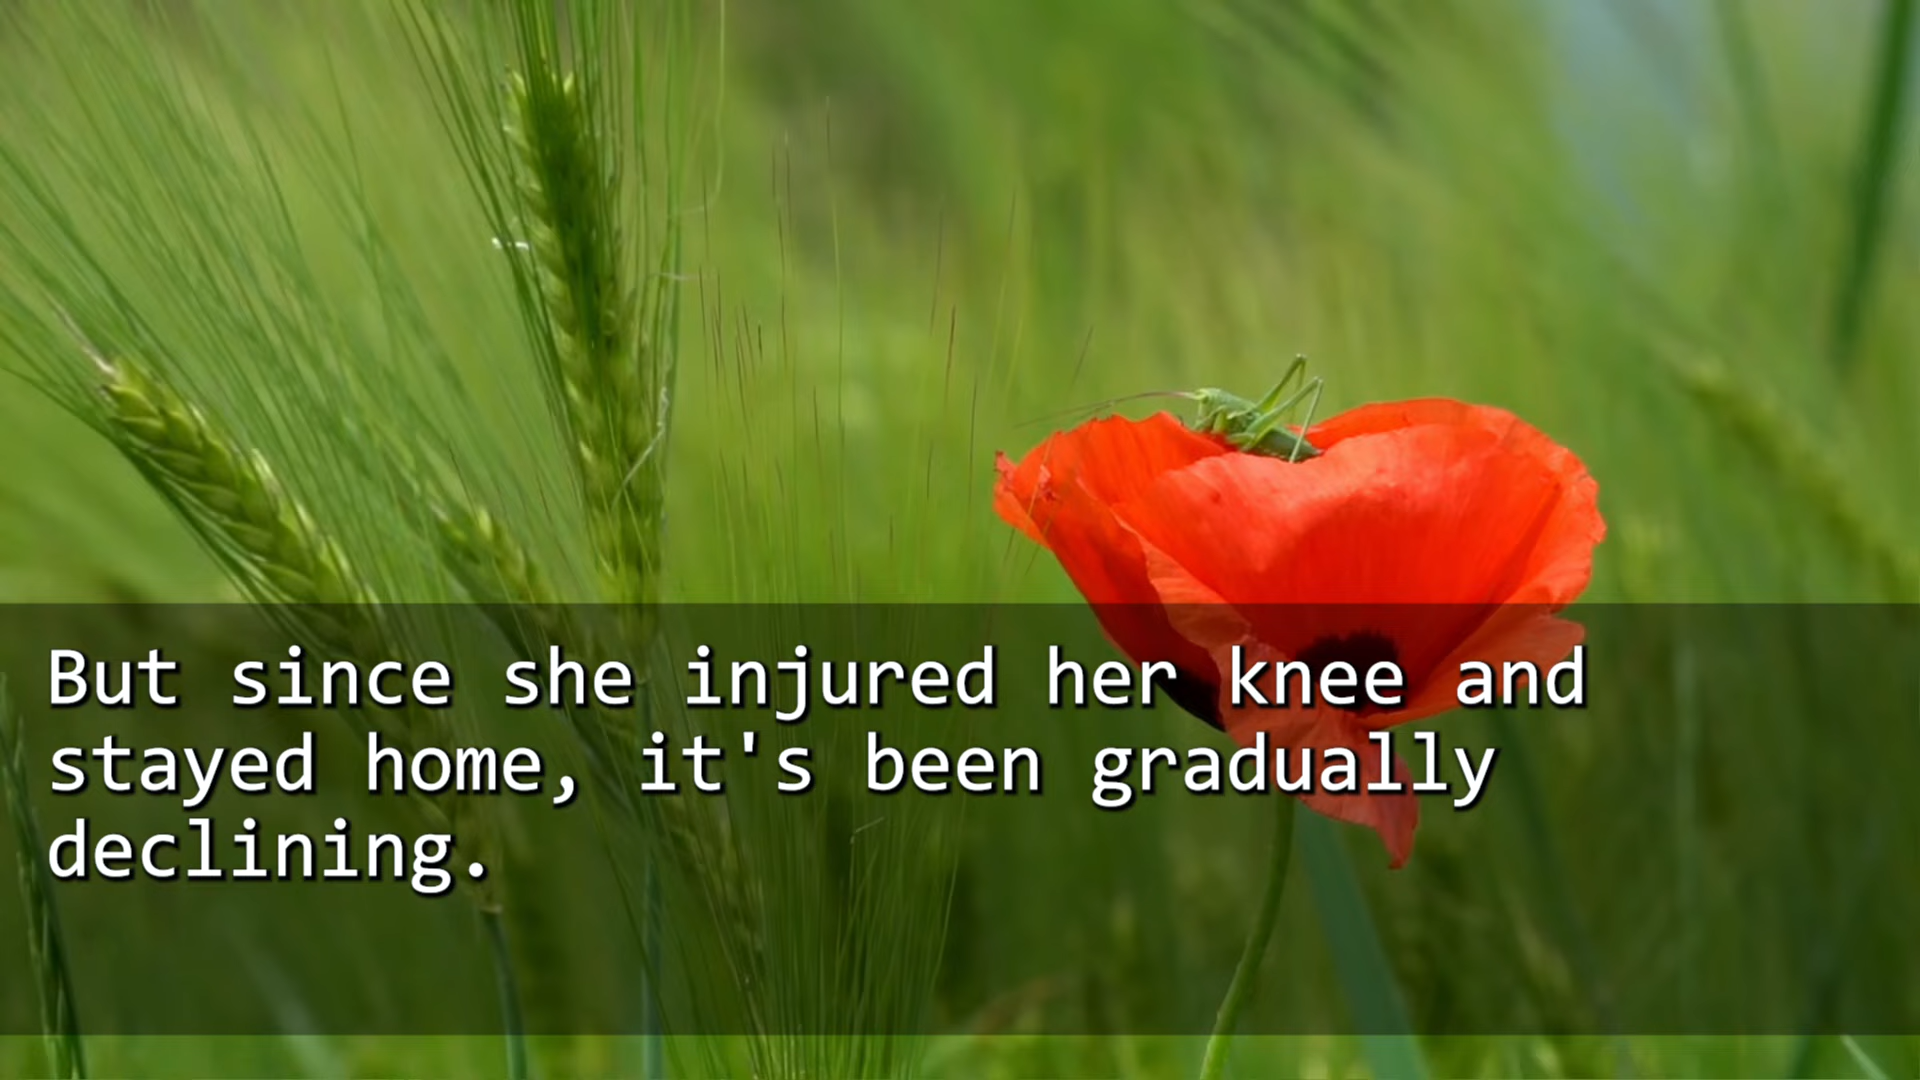 But since she injured her knee and
stayed home, it's been gradually
declining.